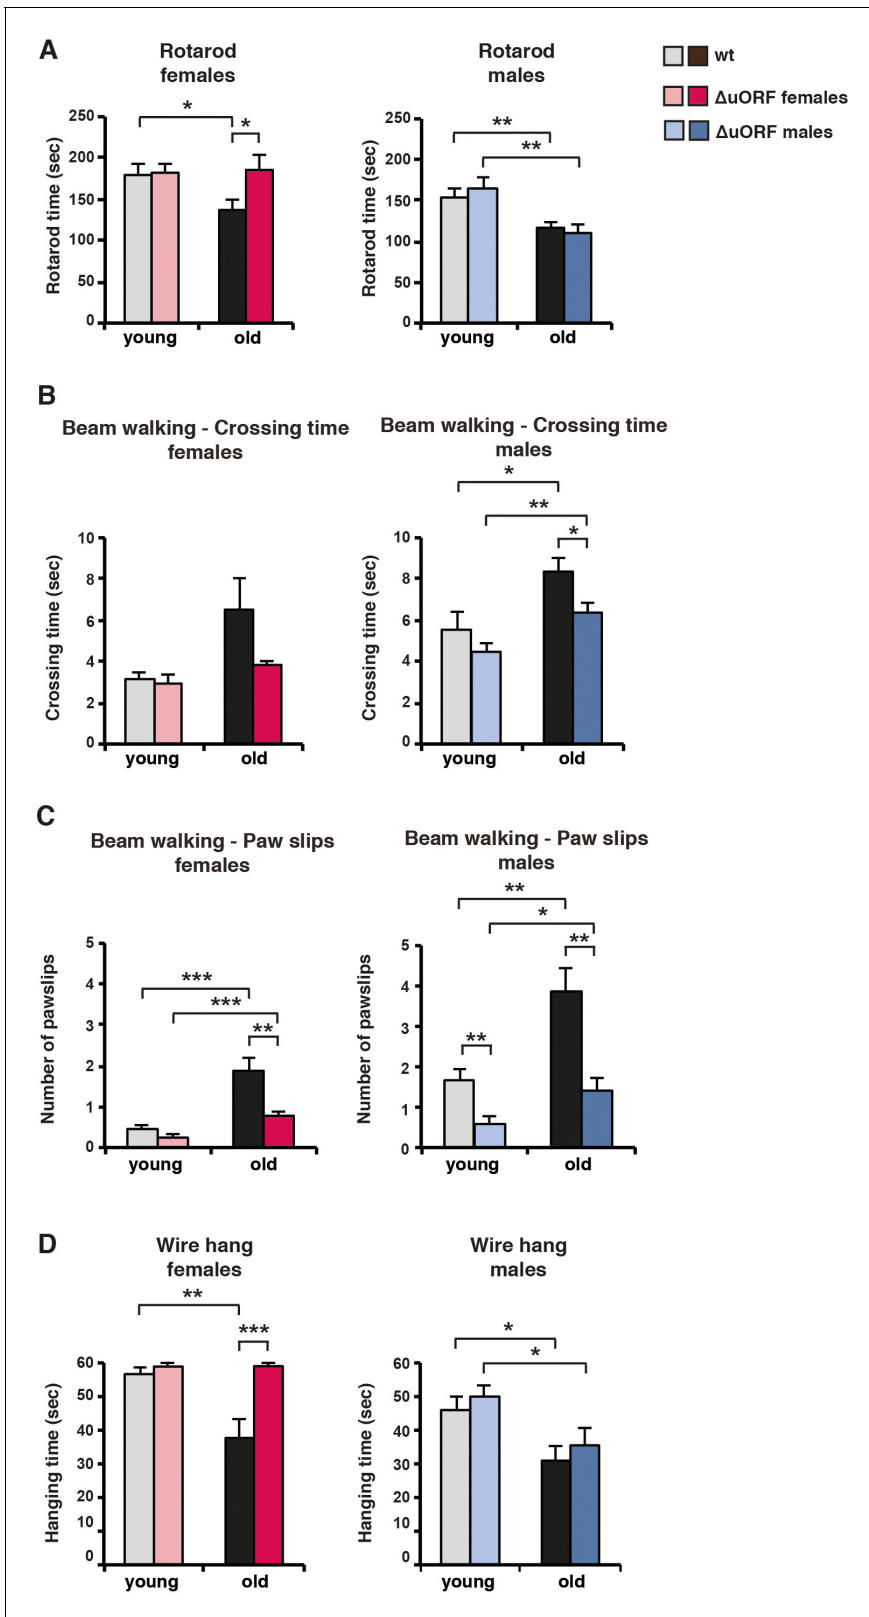 A
Rotarod
females
Rotarod time (sec)
250
200
150
100
50
0
*
*
young old
Rotarod
males
Rotarod time (sec)
250
200
150
100
50
0
**
**
young old
wt
ΔuORF females
ΔuORF males
B
Beam walking - Crossing time
females
Crossing time (sec)
10
8
6
4
2
0
young old
Beam walking - Crossing time
males
Crossing time (sec)
10
8
6
4
2
0
*
**
*
young old
C
Beam walking - Paw slips
females
Number of pawslips
5
4
3
2
1
0
***
***
**
young old
Beam walking - Paw slips
males
Number of pawslips
5
4
3
2
1
0
**
*
**
**
young old
D
Wire hang
females
Hanging time (sec)
60
50
40
30
20
10
0
**
***
young old
Wire hang
males
Hanging time (sec)
60
50
40
30
20
10
0
*
*
young old